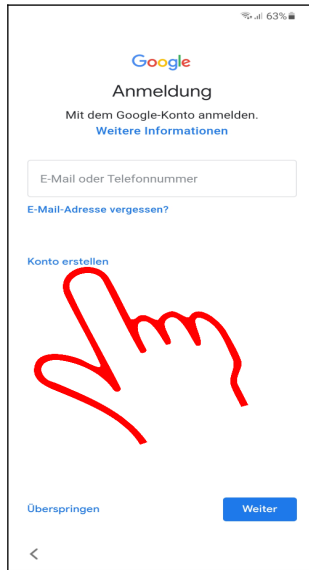 63%
Google
Anmeldung
Mit dem Google-Konto anmelden.
Weitere Informationen
E-Mail oder Telefonnummer
E-Mail-Adresse vergessen?
Konto erstellen
Überspringen
Weiter